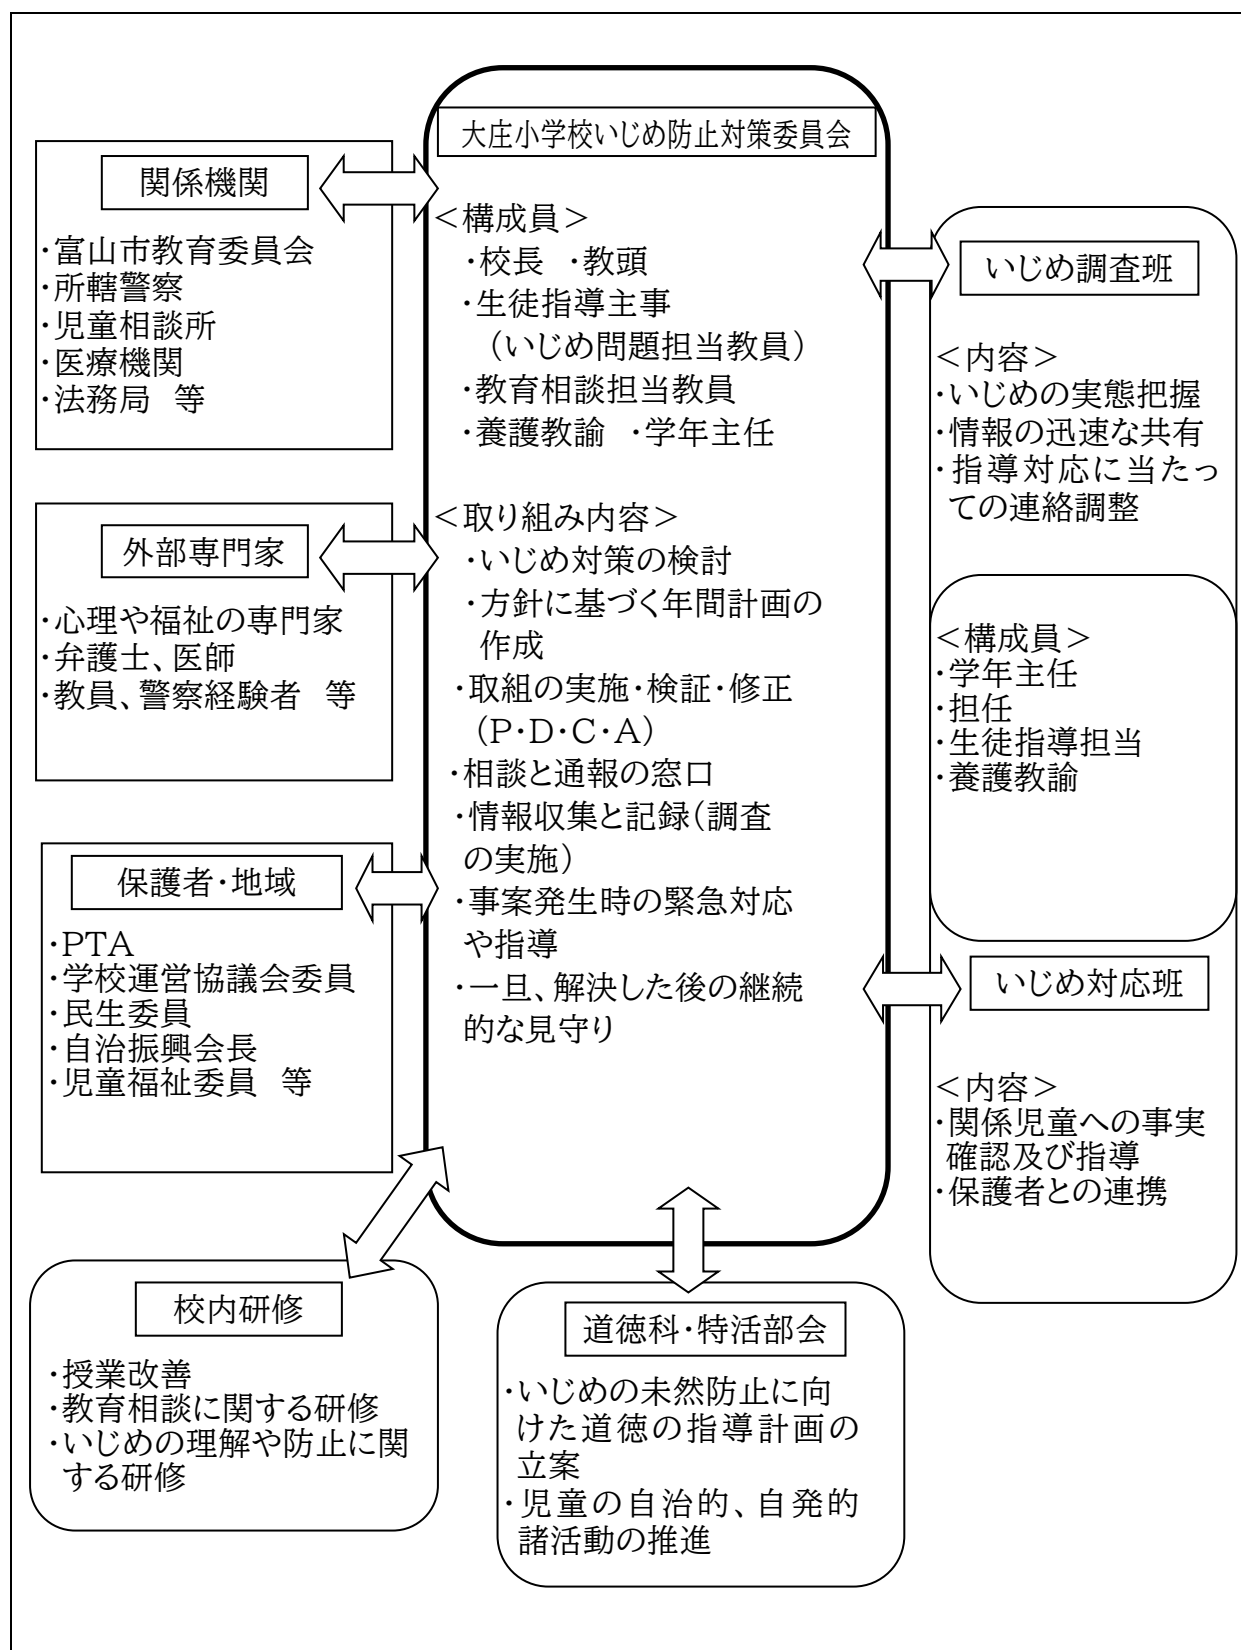 大庄小学校いじめ防止対策委員会
<構成員>
・校長 ・教頭
・生徒指導主事
(いじめ問題担当教員)
・教育相談担当教員
・養護教諭 ・学年主任
<取り組み内容>
・いじめ対策の検討
・方針に基づく年間計画の
作成
・取組の実施・検証・修正
(P・D・C・A)
・相談と通報の窓口
・情報収集と記録(調査
の実施)
・事案発生時の緊急対応
や指導
・一旦、解決した後の継続
的な見守り
関係機関
・富山市教育委員会
・所轄警察
・児童相談所
・医療機関
・法務局 等
外部専門家
・心理や福祉の専門家
・弁護士、医師
・教員、警察経験者 等
保護者・地域
・PTA
・学校運営協議会委員
・民生委員
・自治振興会長
・児童福祉委員 等
校内研修
・授業改善
・教育相談に関する研修
・いじめの理解や防止に関
する研修
道徳科・特活部会
・いじめの未然防止に向
けた道徳の指導計画の
立案
・児童の自治的、自発的
諸活動の推進
いじめ調査班
<内容>
・いじめの実態把握
・情報の迅速な共有
・指導対応に当たっ
ての連絡調整
<構成員>
・学年主任
・担任
・生徒指導担当
・養護教諭
いじめ対応班
<内容>
・関係児童への事実
確認及び指導
・保護者との連携